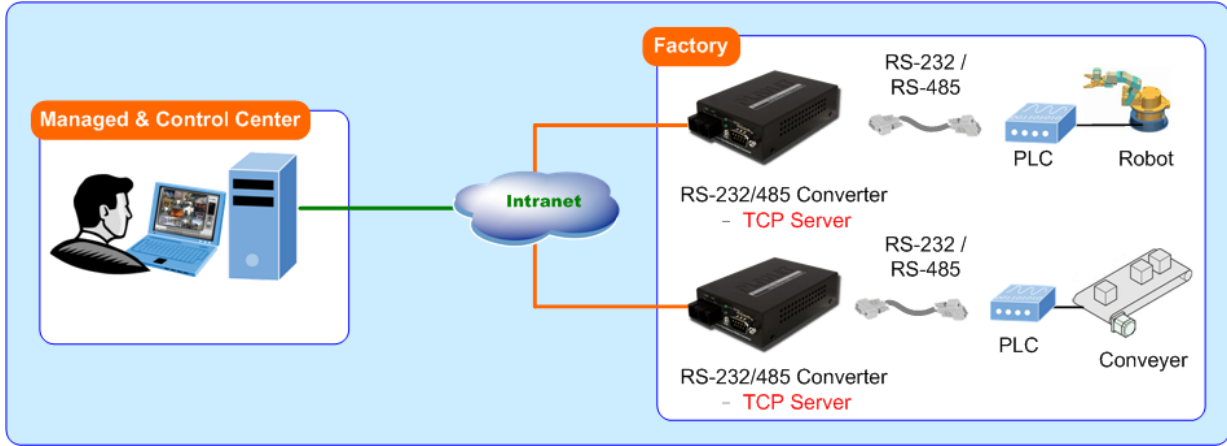 Factory
Managed & Control Center
Intranet
RS-232 /
RS-485
PLC
Robot
RS-232/485 Converter
– TCP Server
RS-232 /
RS-485
PLC
Conveyer
RS-232/485 Converter
– TCP Server